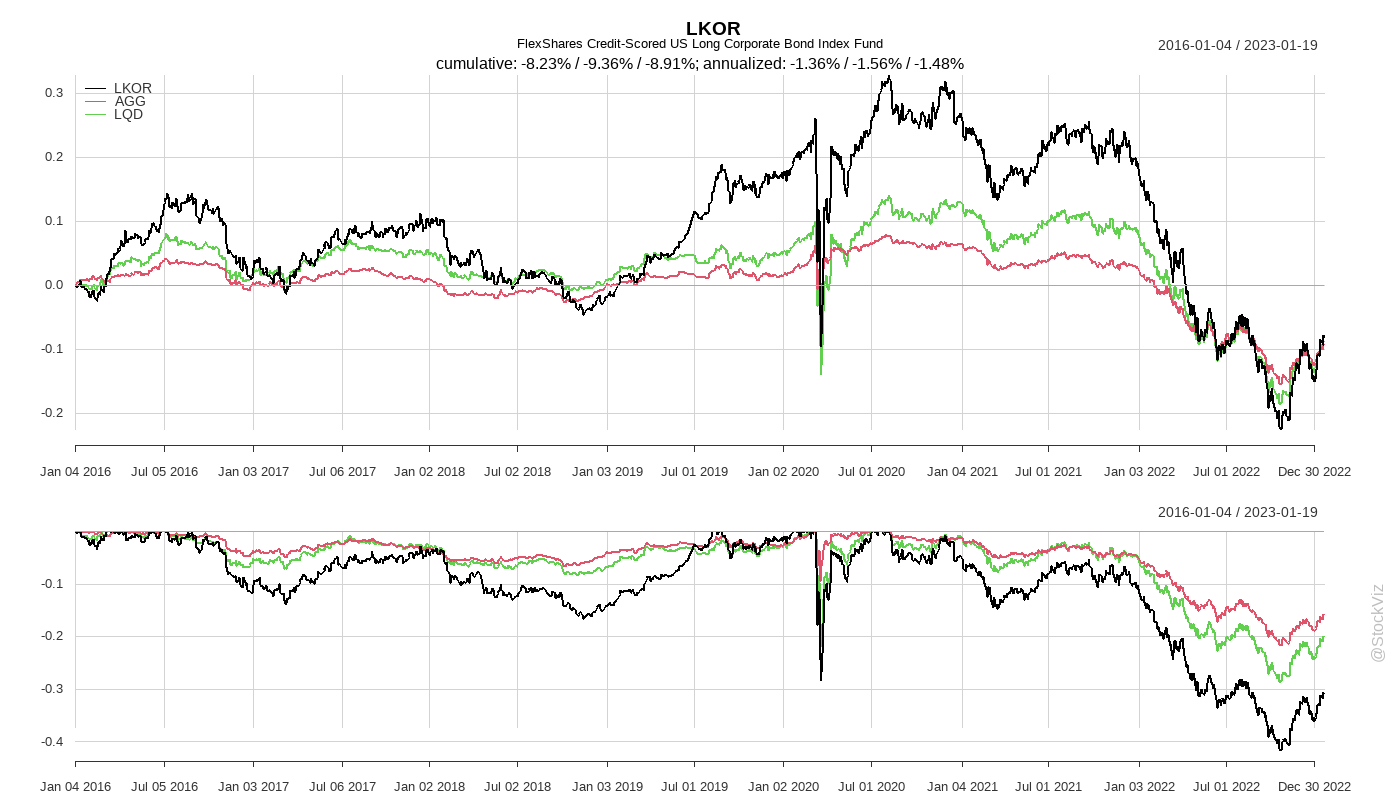 LKOR
FlexShares Credit-Scored US Long Corporate Bond Index Fund
2016-01-04 / 2023-01-19
cumulative: -8.23% / -9.36% / -8.91%; annualized: -1.36% / -1.56% / -1.48%
LKOR
AGG
LQD
0.3
0.2
0.1
0.0
-0.1
-0.2
Jan 04 2016 Jul 05 2016 Jan 03 2017 Jul 06 2017 Jan 02 2018 Jul 02 2018 Jan 03 2019 Jul 01 2019 Jan 02 2020 Jul 01 2020 Jan 04 2021 Jul 01 2021 Jan 03 2022 Jul 01 2022 Dec 30 2022
2016-01-04 / 2023-01-19
-0.1
-0.2
-0.3
-0.4
Jan 04 2016 Jul 05 2016 Jan 03 2017 Jul 06 2017 Jan 02 2018 Jul 02 2018 Jan 03 2019 Jul 01 2019 Jan 02 2020 Jul 01 2020 Jan 04 2021 Jul 01 2021 Jan 03 2022 Jul 01 2022 Dec 30 2022
@StockViz